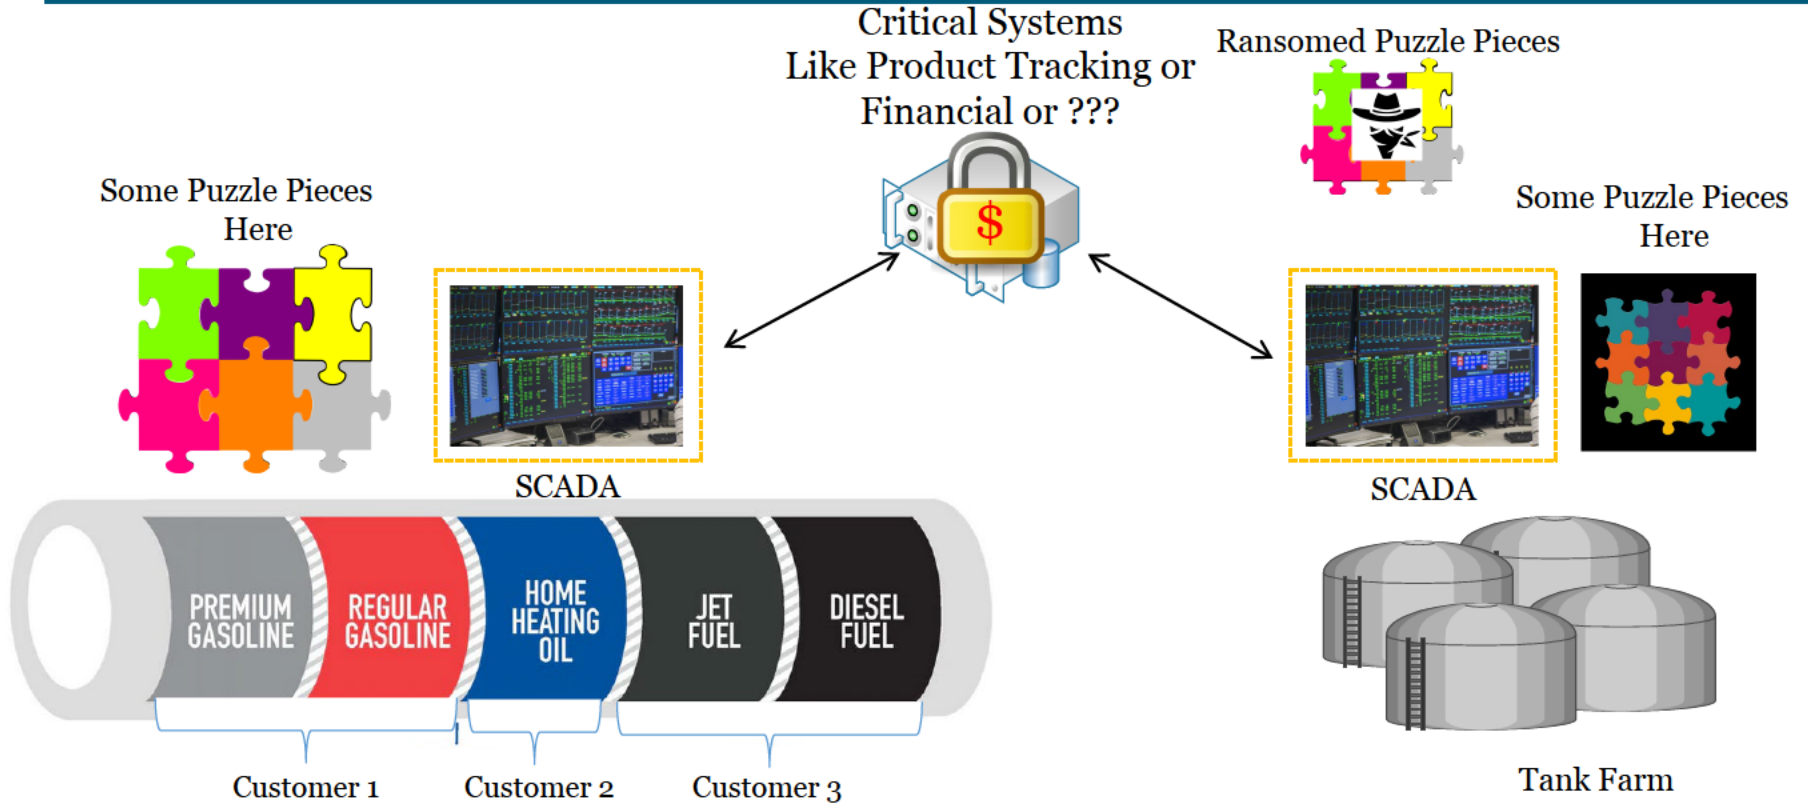 Critical Systems
Like Product Tracking or
Financial or ???
Ransomed Puzzle Pieces
Some Puzzle Pieces
Here
$
Some Puzzle Pieces
Here
SCADA
SCADA
PREMIUM
GASOLINE
REGULAR
GASOLINE
HOME
HEATING
OIL
JET
FUEL
DIESEL
FUEL
Customer 1
Customer 2
Customer 3
Tank Farm